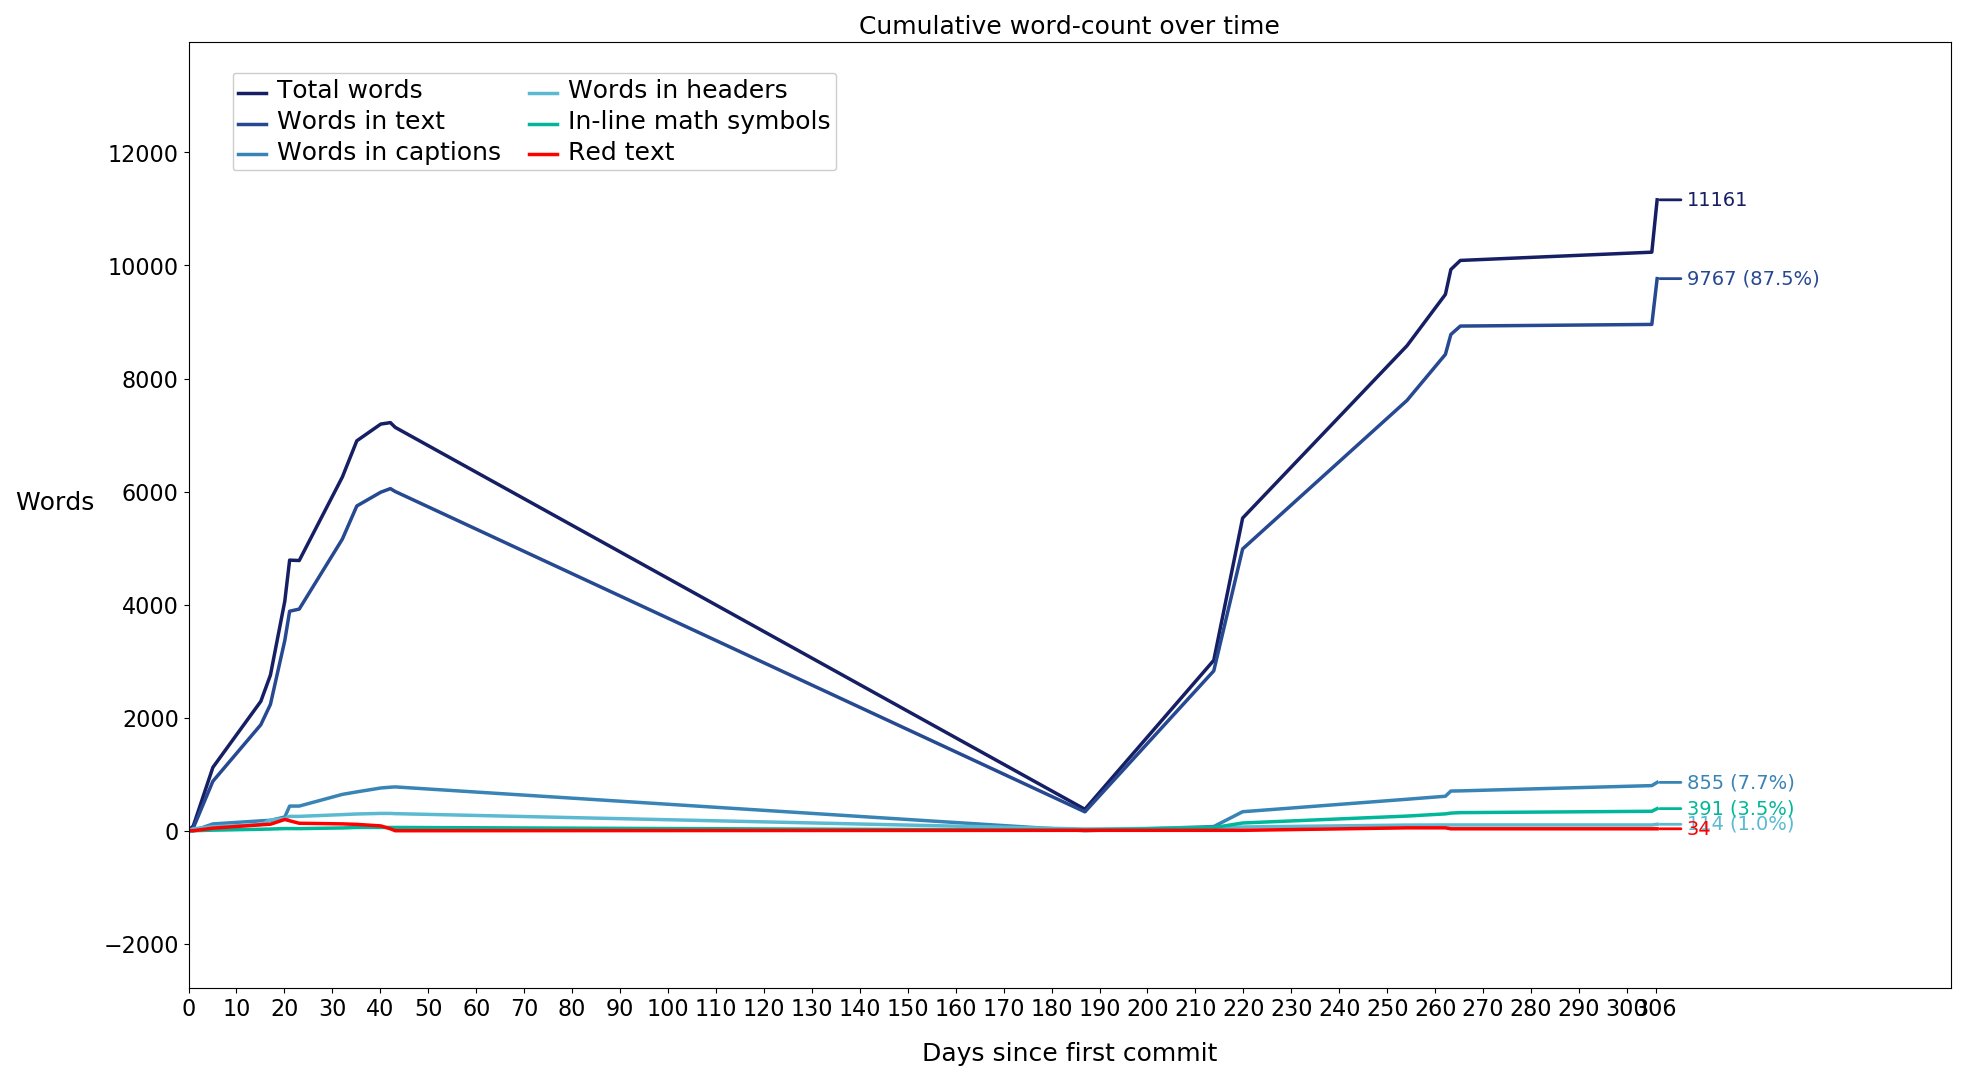 Cumulative word-count over time
Total words
Words in text
Words in captions
Words in headers
In-line math symbols
Red text
Words
12000
10000
8000
6000
4000
2000
0
−2000
11161
9767 (87.5%)
855 (7.7%)
391 (3.5%)
114 (1.0%)
34
0 10 20 30 40 50 60 70 80 90 100 110 120 130 140 150 160 170 180 190 200 210 220 230 240 250 260 270 280 290 300 306
Days since first commit